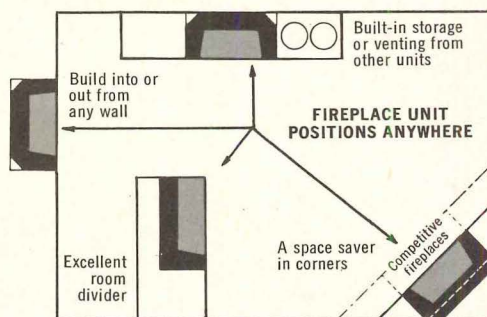 Built-in storage
or venting from
other units
Build into or
out from
any wall
FIREPLACE UNIT
POSITIONS ANYWHERE
A space saver
in corners
Competitive
fireplaces
Excellent
room
divider